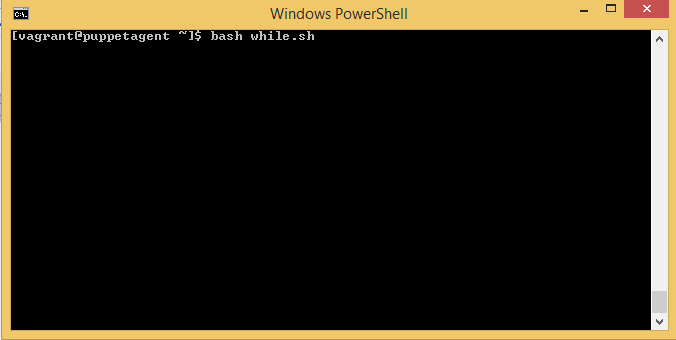 Windows PowerShell
[vagrant@puppetagent ~]$ bash while.sh